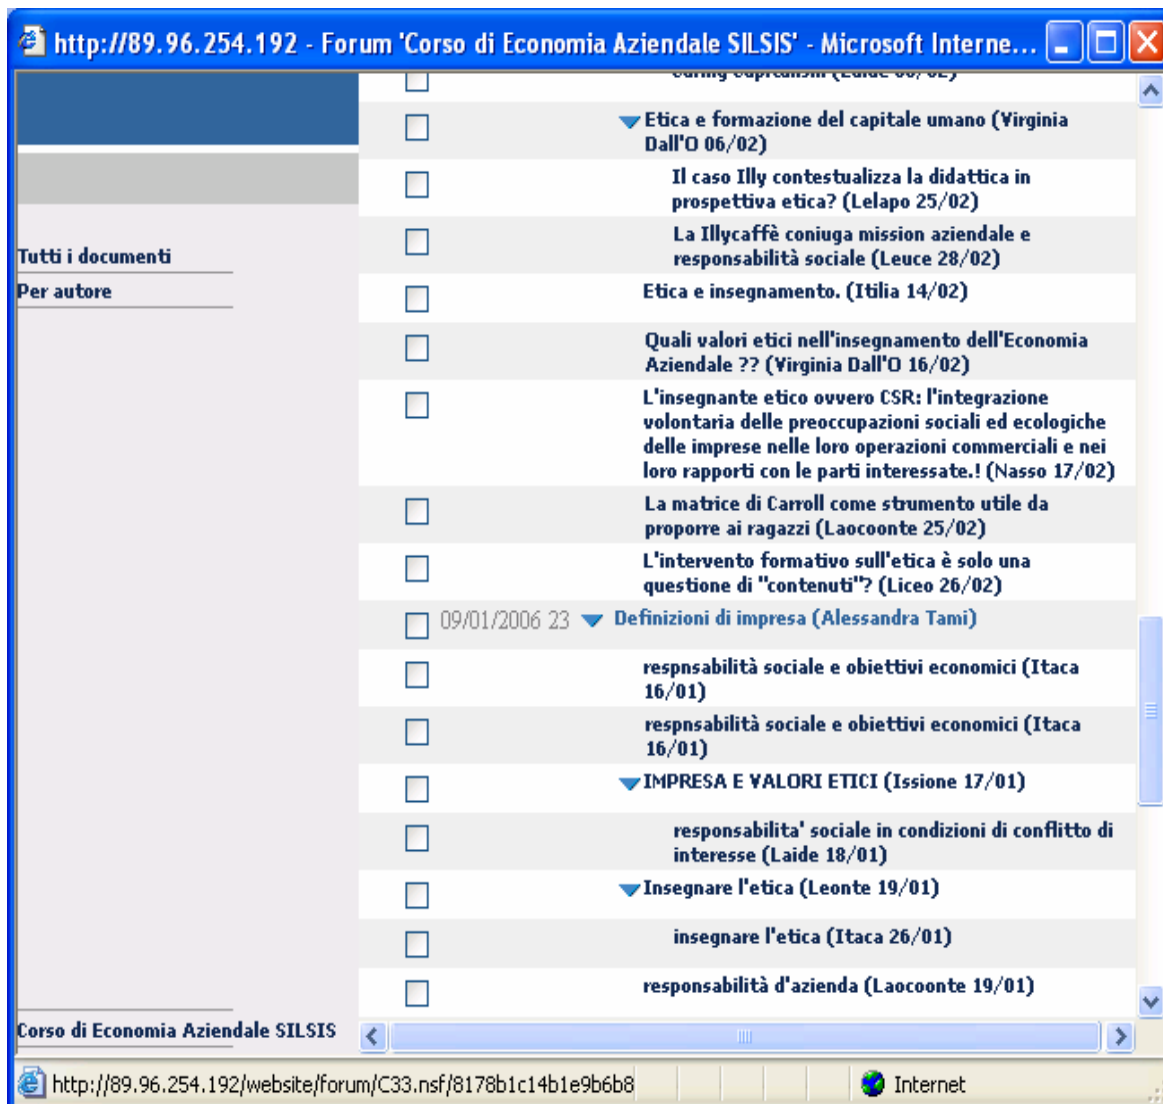 http://89.96.254.192 - Forum 'Corso di Economia Aziendale SILSIS' - Microsoft Interne...
Etica e formazione del capitale umano (Virginia
Dall'O 06/02)
Il caso Illy contestualizza la didattica in
prospettiva etica? (Lelapo 25/02)
La Illycaffè coniuga mission aziendale e
responsabilità sociale (Leuce 28/02)
Etica e insegnamento. (Itilia 14/02)
Quali valori etici nell'insegnamento dell'Economia
Aziendale ?? (Virginia Dall'O 16/02)
L'insegnante etico ovvero CSR: l'integrazione
volontaria delle preoccupazioni sociali ed ecologiche
delle imprese nelle loro operazioni commerciali e nei
loro rapporti con le parti interessate.! (Nasso 17/02)
La matrice di Carroll come strumento utile da
proporre ai ragazzi (Laocoonte 25/02)
L'intervento formativo sull'etica è solo una
questione di "contenuti"? (Liceo 26/02)
09/01/2006 23 Definizioni di impresa (Alessandra Tami)
respnsabilità sociale e obiettivi economici (Itaca
16/01)
respnsabilità sociale e obiettivi economici (Itaca
16/01)
IMPRESA E VALORI ETICI (Issione 17/01)
responsabilita' sociale in condizioni di conflitto di
interesse (Laide 18/01)
Insegnare l'etica (Leonte 19/01)
insegnare l'etica (Itaca 26/01)
responsabilità d'azienda (Laocoonte 19/01)
Tutti i documenti
Per autore
Corso di Economia Aziendale SILSIS
http://89.96.254.192/website/forum/C33.nsf/8178b1c14b1e9b6b8
Internet